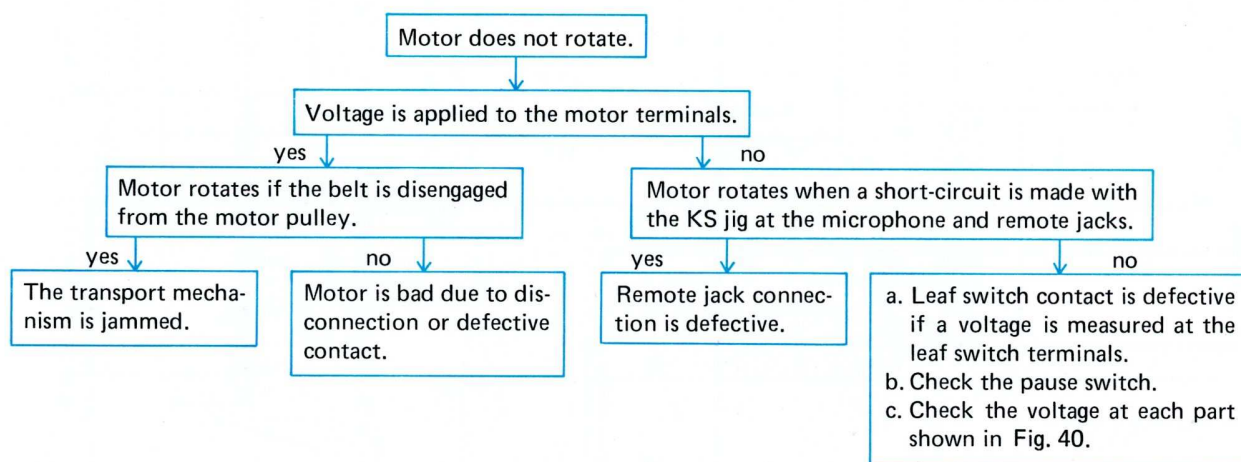 Motor does not rotate.
Voltage is applied to the motor terminals.
yes
no
Motor rotates if the belt is disengaged
from the motor pulley.
Motor rotates when a short-circuit is made with
the KS jig at the microphone and remote jacks.
yes
no
yes
no
The transport mecha-
nism is jammed.
Motor is bad due to dis-
connection or defective
contact.
Remote jack connec-
tion is defective.
a. Leaf switch contact is defective
if a voltage is measured at the
leaf switch terminals.
b. Check the pause switch.
c. Check the voltage at each part
shown in Fig. 40.